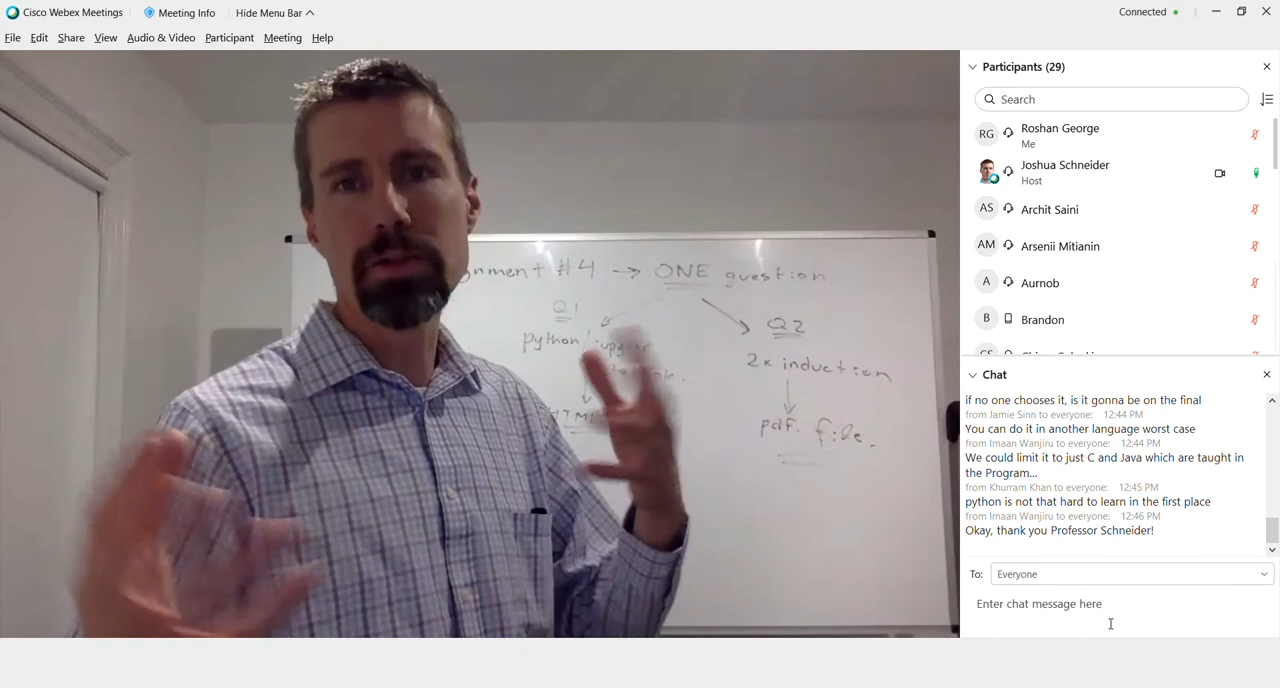 Cisco Webex Meetings
Meeting Info
Hide Menu Bar
Connected
File Edit Share View Audio & Video Participant Meeting Help
Assignment #4 → ONE question
Q1
python
HTML
Q2
2x induction
pdf. file.
Participants (29)
Search
RG
Roshan George
Me
Joshua Schneider
Host
AS
Archit Saini
AM
Arsenii Mitianin
A
Aurnob
B
Brandon
Chat
if no one chooses it, is it gonna be on the final
from Jamie Sinn to everyone: 12:44 PM
You can do it in another language worst case
from Imaan Wanjiru to everyone: 12:44 PM
We could limit it to just C and Java which are taught in
the Program...
from Khurram Khan to everyone: 12:45 PM
python is not that hard to learn in the first place
from Imaan Wanjiru to everyone: 12:46 PM
Okay, thank you Professor Schneider!
To: Everyone
Enter chat message here